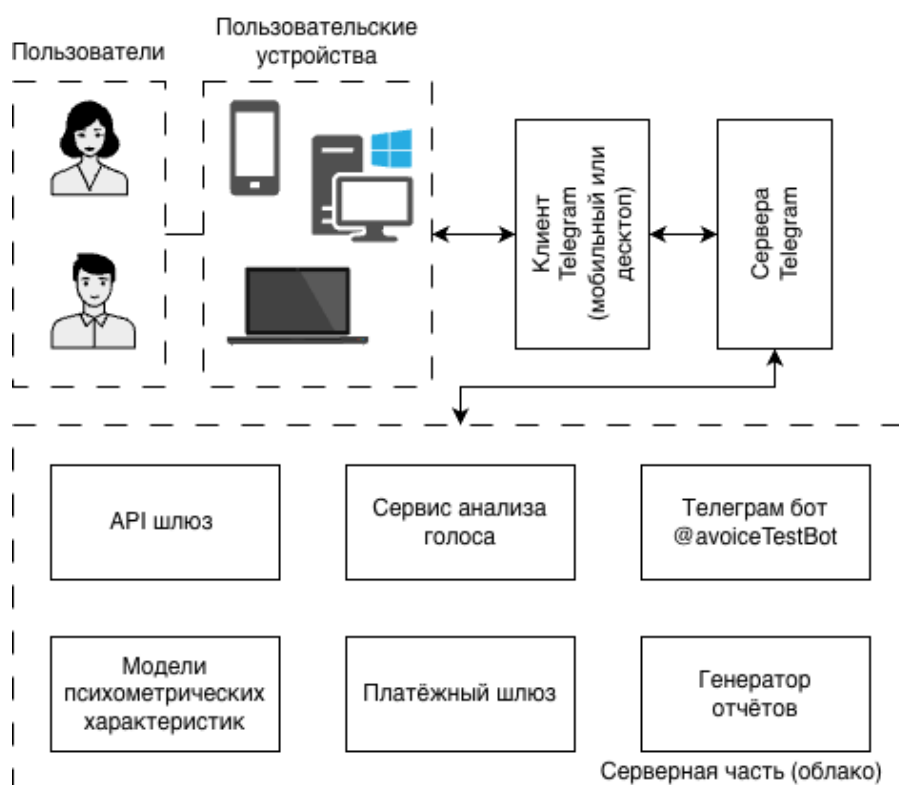 Пользователи
Пользовательские
устройства
Клиент
Telegram
(мобильный или
десктоп)
Сервера
Telegram
API шлюз
Сервис анализа
голоса
Телеграм бот
@avoiceTestBot
Модели
психометрических
характеристик
Платёжный шлюз
Генератор
отчётов
Серверная часть (облако)